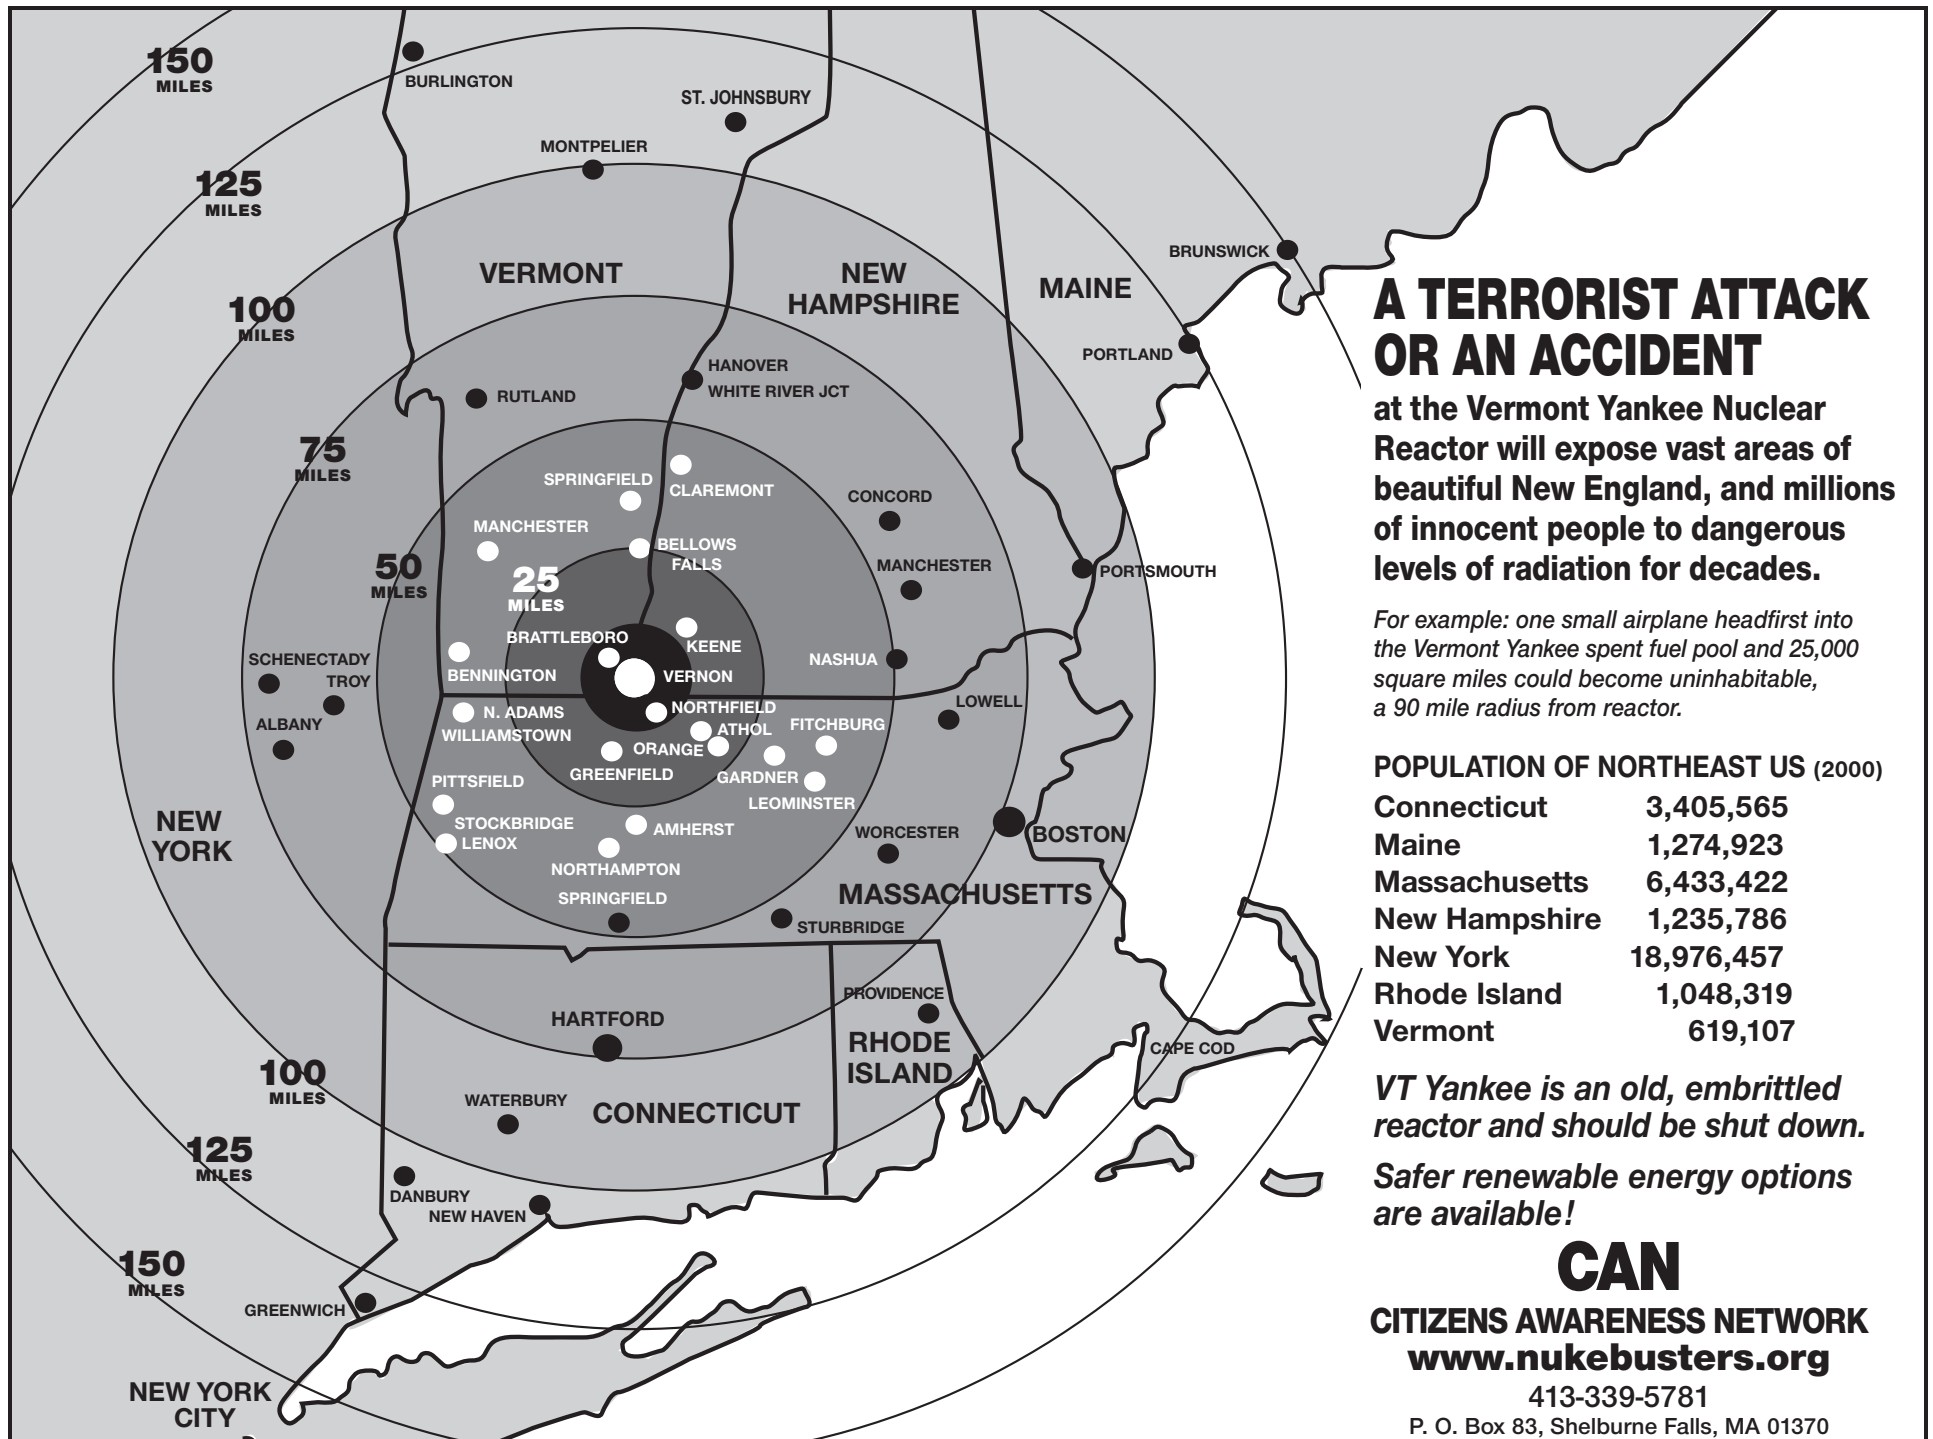 150
MILES
BURLINGTON
ST. JOHNSBURY
MONTPELIER
125
MILES
BRUNSWICK
VERMONT
NEW
HAMPSHIRE
MAINE
100
MILES
PORTLAND
HANOVER
WHITE RIVER JCT
RUTLAND
75
MILES
SPRINGFIELD
CLAREMONT
CONCORD
MANCHESTER
BELLOWS
FALLS
MANCHESTER
50
MILES
25
MILES
PORTSMOUTH
BRATTLEBORO
KEENE
NASHUA
SCHENECTADY
TROY
BENNINGTON
VERNON
ALBANY
N. ADAMS
WILLIAMSTOWN
NORTHFIELD
LOWELL
ATHOL
FITCHBURG
ORANGE
GREENFIELD
GARDNER
LEOMINSTER
PITTSFIELD
STOCKBRIDGE
LENOX
AMHERST
NEW
YORK
WORCESTER
BOSTON
NORTHAMPTON
SPRINGFIELD
MASSACHUSETTS
STURBRIDGE
PROVIDENCE
HARTFORD
RHODE
ISLAND
CAPE COD
100
MILES
WATERBURY
CONNECTICUT
125
MILES
DANBURY
NEW HAVEN
150
MILES
GREENWICH
NEW YORK
CITY
A TERRORIST ATTACK
OR AN ACCIDENT
at the Vermont Yankee Nuclear
Reactor will expose vast areas of
beautiful New England, and millions
of innocent people to dangerous
levels of radiation for decades.
For example: one small airplane headfirst into
the Vermont Yankee spent fuel pool and 25,000
square miles could become uninhabitable,
a 90 mile radius from reactor.
POPULATION OF NORTHEAST US (2000)
Connecticut 3,405,565
Maine 1,274,923
Massachusetts 6,433,422
New Hampshire 1,235,786
New York 18,976,457
Rhode Island 1,048,319
Vermont 619,107
VT Yankee is an old, embrittled
reactor and should be shut down.
Safer renewable energy options
are available!
CAN
CITIZENS AWARENESS NETWORK
www.nukebusters.org
413-339-5781
P. O. Box 83, Shelburne Falls, MA 01370